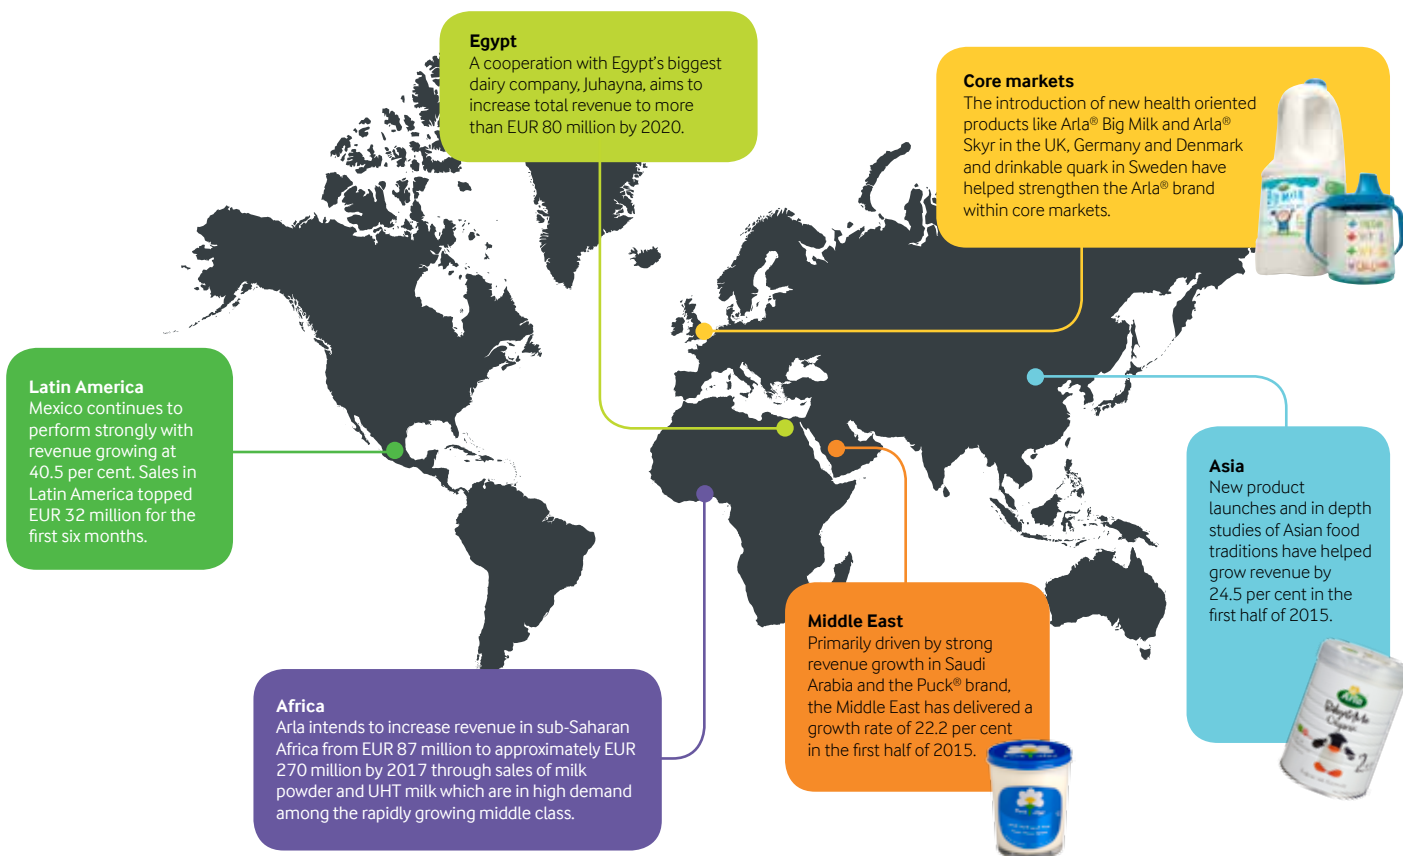 Egypt
A cooperation with Egypt's biggest
dairy company, Juhayna, aims to
increase total revenue to more
than EUR 80 million by 2020.
Core markets
The introduction of new health oriented
products like Arla® Big Milk and Arla®
Skyr in the UK, Germany and Denmark
and drinkable quark in Sweden have
helped strengthen the Arla® brand
within core markets.
Latin America
Mexico continues to
perform strongly with
revenue growing at
40.5 per cent. Sales in
Latin America topped
EUR 32 million for the
first six months.
Asia
New product
launches and in depth
studies of Asian food
traditions have helped
grow revenue by
24.5 per cent in the
first half of 2015.
Middle East
Primarily driven by strong
revenue growth in Saudi
Arabia and the Puck® brand,
the Middle East has delivered a
growth rate of 22.2 per cent
in the first half of 2015.
Africa
Arla intends to increase revenue in sub-Saharan
Africa from EUR 87 million to approximately EUR
270 million by 2017 through sales of milk
powder and UHT milk which are in high demand
among the rapidly growing middle class.
Arla
Baby&Me
Organic
2